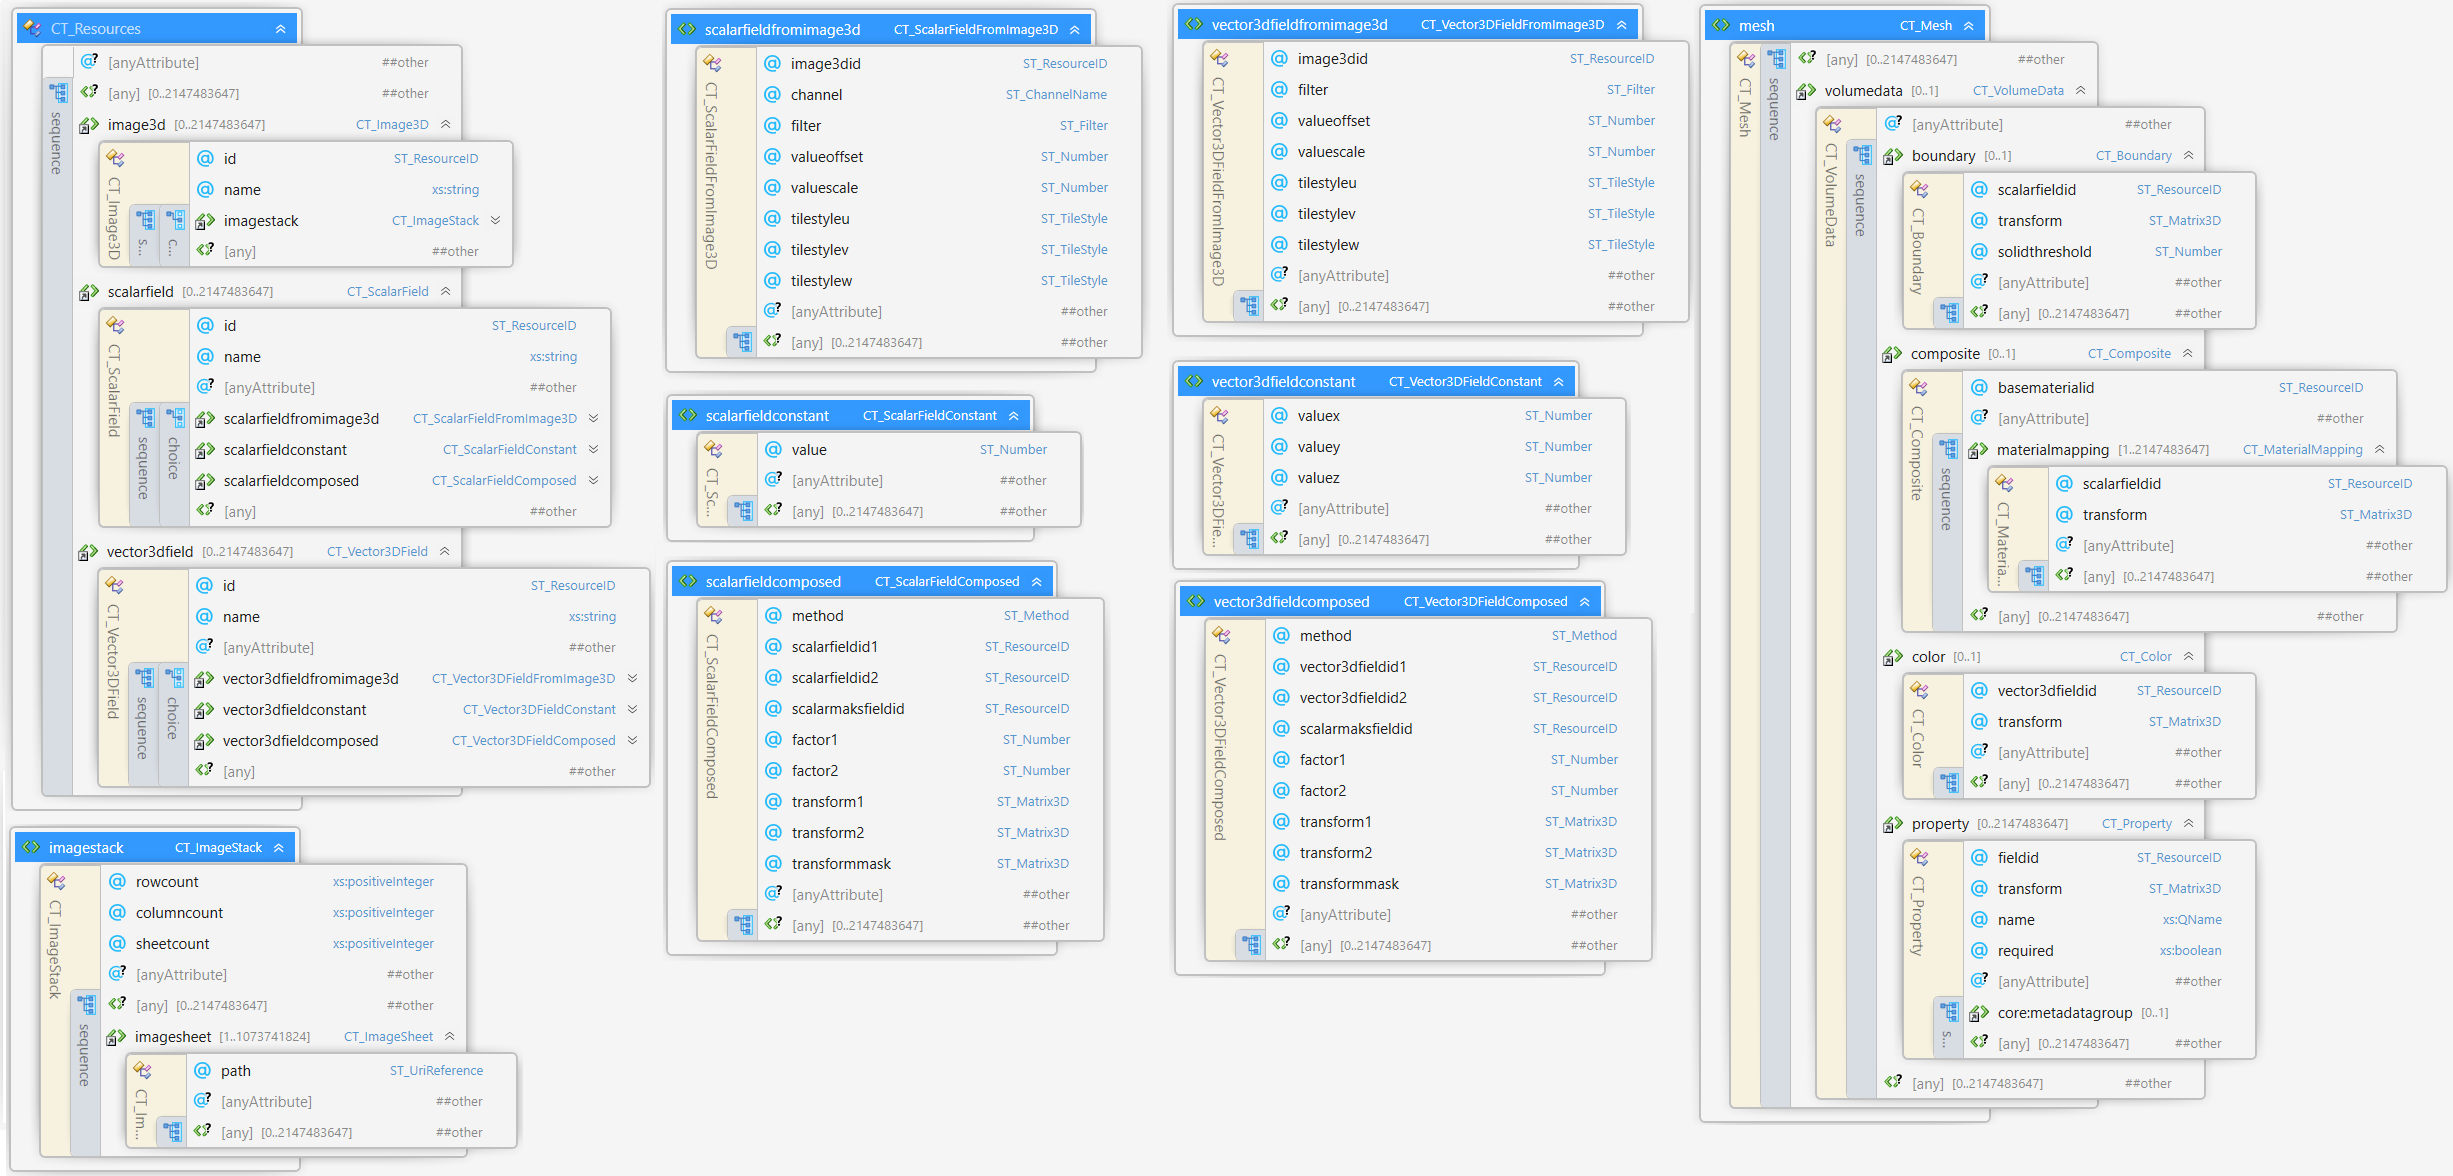 CT_Resources
[anyAttribute] ##other
[any] [0..2147483647] ##other
sequence
image3d [0..2147483647] CT_Image3D
CT_Image3D
id ST_ResourceID
name xs:string
s... c...
imagestack CT_ImageStack
[any] ##other
scalarfield [0..2147483647] CT_ScalarField
CT_ScalarField
id ST_ResourceID
name xs:string
[anyAttribute] ##other
sequence choice
scalarfieldfromimage3d CT_ScalarFieldFromImage3D
scalarfieldconstant CT_ScalarFieldConstant
scalarfieldcomposed CT_ScalarFieldComposed
[any] ##other
vector3dfield [0..2147483647] CT_Vector3DField
CT_Vector3DField
id ST_ResourceID
name xs:string
[anyAttribute] ##other
sequence choice
vector3dfieldfromimage3d CT_Vector3DFieldFromImage3D
vector3dfieldconstant CT_Vector3DFieldConstant
vector3dfieldcomposed CT_Vector3DFieldComposed
[any] ##other
imagestack CT_ImageStack
CT_ImageStack
rowcount xs:positiveInteger
columncount xs:positiveInteger
sheetcount xs:positiveInteger
[anyAttribute] ##other
[any] [0..2147483647] ##other
sequence
imagesheet [1..1073741824] CT_ImageSheet
CT_Im...
path ST_UriReference
[anyAttribute] ##other
[any] [0..2147483647] ##other
scalarfieldfromimage3d CT_ScalarFieldFromImage3D
CT_ScalarFieldFromImage3D
image3did ST_ResourceID
channel ST_ChannelName
filter ST_Filter
valueoffset ST_Number
valuescale ST_Number
tilestyleu ST_TileStyle
tilestylev ST_TileStyle
tilestylew ST_TileStyle
[anyAttribute] ##other
[any] [0..2147483647] ##other
scalarfieldconstant CT_ScalarFieldConstant
CT_Sc...
value ST_Number
[anyAttribute] ##other
[any] [0..2147483647] ##other
scalarfieldcomposed CT_ScalarFieldComposed
CT_ScalarFieldComposed
method ST_Method
scalarfieldid1 ST_ResourceID
scalarfieldid2 ST_ResourceID
scalarmaksfieldid ST_ResourceID
factor1 ST_Number
factor2 ST_Number
transform1 ST_Matrix3D
transform2 ST_Matrix3D
transformmask ST_Matrix3D
[anyAttribute] ##other
[any] [0..2147483647] ##other
vector3dfieldfromimage3d CT_Vector3DFieldFromImage3D
CT_Vector3DFieldFromImage3D
image3did ST_ResourceID
filter ST_Filter
valueoffset ST_Number
valuescale ST_Number
tilestyleu ST_TileStyle
tilestylev ST_TileStyle
tilestylew ST_TileStyle
[anyAttribute] ##other
[any] [0..2147483647] ##other
vector3dfieldconstant CT_Vector3DFieldConstant
CT_Vector3DFie...
valuex ST_Number
valuey ST_Number
valuez ST_Number
[anyAttribute] ##other
[any] [0..2147483647] ##other
vector3dfieldcomposed CT_Vector3DFieldComposed
CT_Vector3DFieldComposed
method ST_Method
vector3dfieldid1 ST_ResourceID
vector3dfieldid2 ST_ResourceID
scalarmaksfieldid ST_ResourceID
factor1 ST_Number
factor2 ST_Number
transform1 ST_Matrix3D
transform2 ST_Matrix3D
transformmask ST_Matrix3D
[anyAttribute] ##other
[any] [0..2147483647] ##other
mesh CT_Mesh
CT_Mesh
sequence
[any] [0..2147483647] ##other
volumedata [0..1] CT_VolumeData
CT_VolumeData
[anyAttribute] ##other
sequence
boundary [0..1] CT_Boundary
CT_Boundary
scalarfieldid ST_ResourceID
transform ST_Matrix3D
solidthreshold ST_Number
[anyAttribute] ##other
[any] [0..2147483647] ##other
composite [0..1] CT_Composite
CT_Composite
basematerialid ST_ResourceID
[anyAttribute] ##other
sequence
materialmapping [1..2147483647] CT_MaterialMapping
CT_Materia...
scalarfieldid ST_ResourceID
transform ST_Matrix3D
[anyAttribute] ##other
[any] [0..2147483647] ##other
[any] [0..2147483647] ##other
color [0..1] CT_Color
CT_Color
vector3dfieldid ST_ResourceID
transform ST_Matrix3D
[anyAttribute] ##other
[any] [0..2147483647] ##other
property [0..2147483647] CT_Property
CT_Property
fieldid ST_ResourceID
transform ST_Matrix3D
name xs:QName
required xs:boolean
[anyAttribute] ##other
s...
core:metadatagroup [0..1]
[any] [0..2147483647] ##other
[any] [0..2147483647] ##other